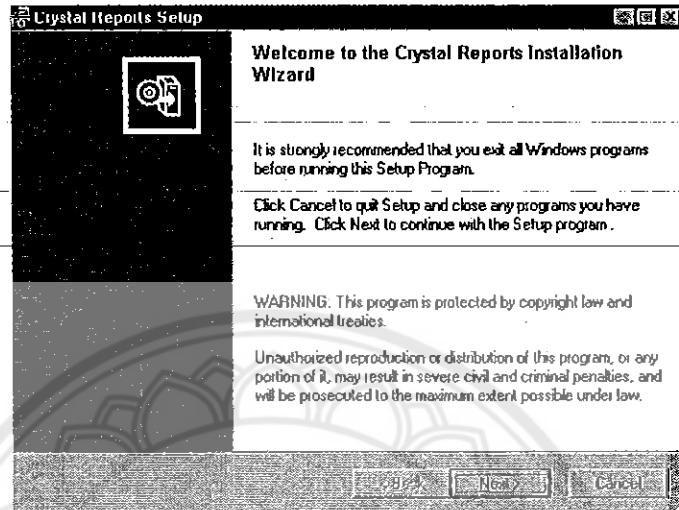 Crystal Reports Setup
Welcome to the Crystal Reports Installation
Wizard
It is strongly recommended that you exit all Windows programs
before running this Setup Program.
Click Cancel to quit Setup and close any programs you have
running. Click Next to continue with the Setup program .
WARNING: This program is protected by copyright law and
international treaties.
Unauthorized reproduction or distribution of this program, or any
portion of it, may result in severe civil and criminal penalties, and
will be prosecuted to the maximum extent possible under law.
Next >
Cancel